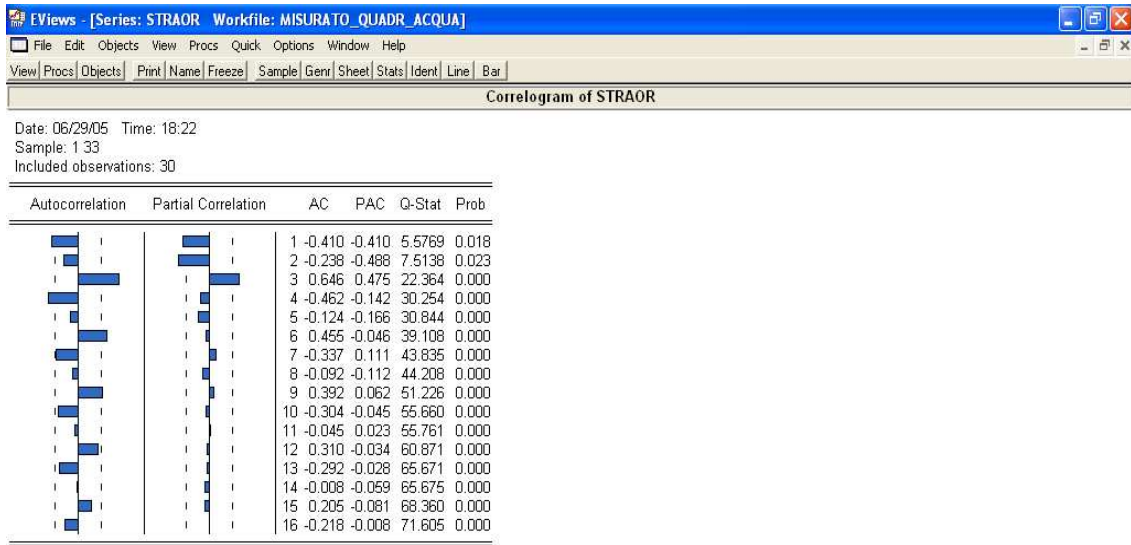 EViews - [Series: STRAOR Workfile: MISURATO_QUADR_ACQUA]
File Edit Objects View Procs Quick Options Window Help
View Procs Objects Print Name Freeze Sample Genr Sheet Stats Ident Line Bar
Correlogram of STRAOR
Date: 06/29/05 Time: 18:22
Sample: 1 33
Included observations: 30
Autocorrelation Partial Correlation AC PAC Q-Stat Prob
1 -0.410 -0.410 5.5769 0.018
2 -0.238 -0.488 7.5138 0.023
3 0.646 0.475 22.364 0.000
4 -0.462 -0.142 30.254 0.000
5 -0.124 -0.166 30.844 0.000
6 0.455 -0.046 39.108 0.000
7 -0.337 0.111 43.835 0.000
8 -0.092 -0.112 44.208 0.000
9 0.392 0.062 51.226 0.000
10 -0.304 -0.045 55.660 0.000
11 -0.045 0.023 55.761 0.000
12 0.310 -0.034 60.871 0.000
13 -0.292 -0.028 65.671 0.000
14 -0.008 -0.059 65.675 0.000
15 0.205 -0.081 68.360 0.000
16 -0.218 -0.008 71.605 0.000